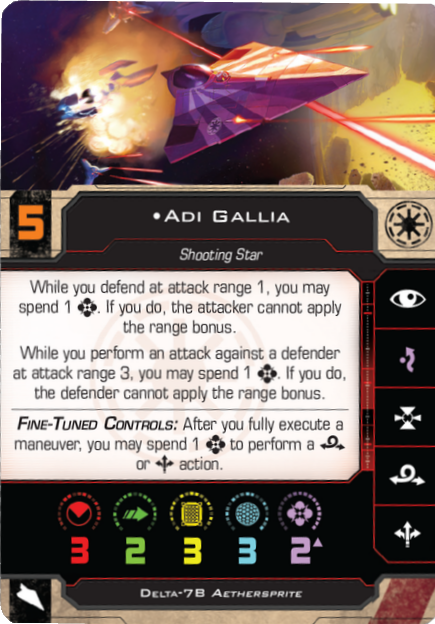 5
•Adi Gallia
Shooting Star
While you defend at attack range 1, you may
spend 1 . If you do, the attacker cannot apply
the range bonus.
While you perform an attack against a defender
at attack range 3, you may spend 1 . If you do,
the defender cannot apply the range bonus.
Fine-Tuned Controls: After you fully execute a
maneuver, you may spend 1 to perform a
or action.
3 2 3 3 2
Delta-7B Aethersprite